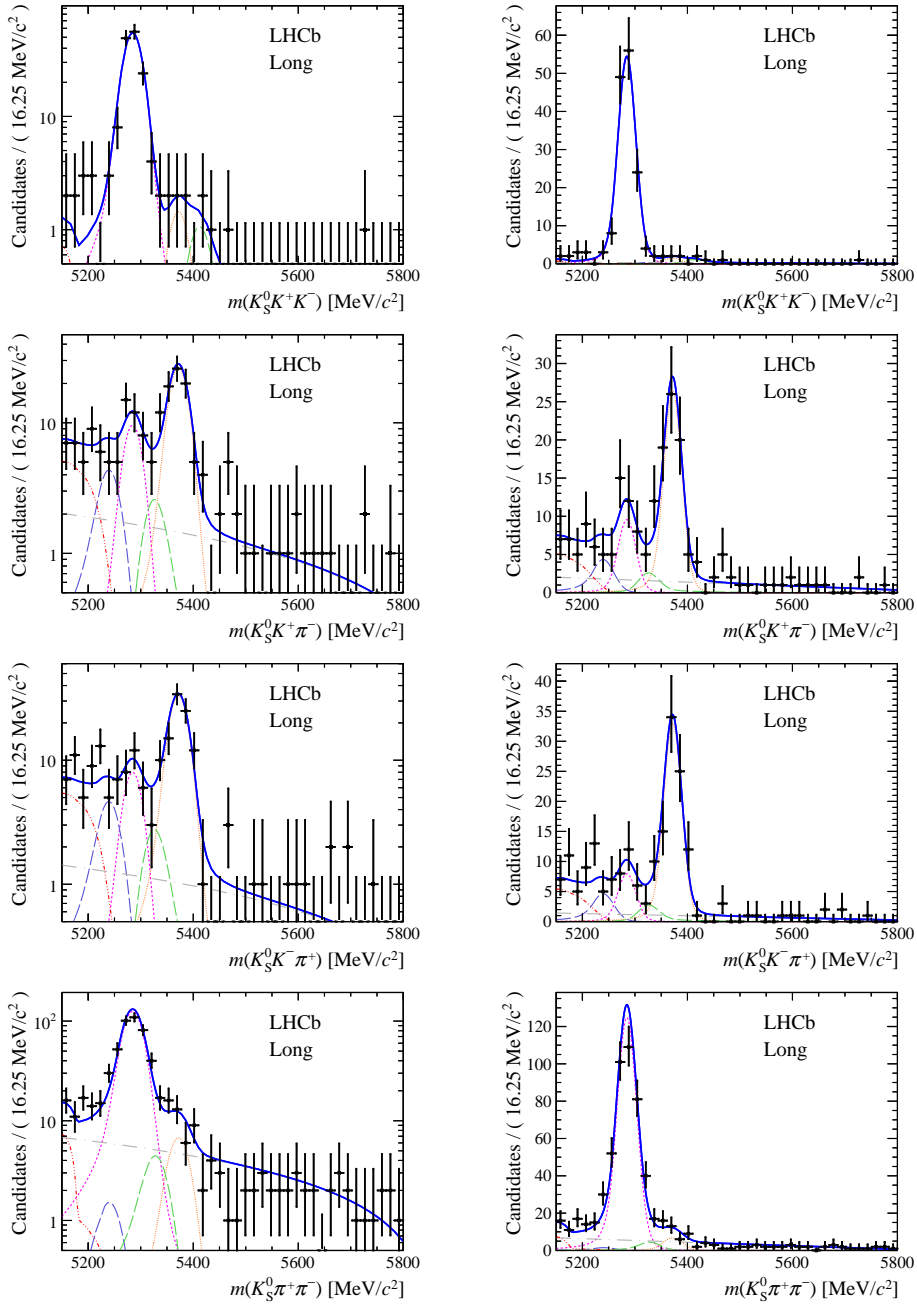 Candidates / ( 16.25 MeV/c² )
10
1
LHCb
Long
5200 5400 5600 5800
m(K⁰_S K⁺K⁻) [MeV/c²]
Candidates / ( 16.25 MeV/c² )
60
50
40
30
20
10
0
LHCb
Long
5200 5400 5600 5800
m(K⁰_S K⁺K⁻) [MeV/c²]
Candidates / ( 16.25 MeV/c² )
10
1
LHCb
Long
5200 5400 5600 5800
m(K⁰_S K⁺π⁻) [MeV/c²]
Candidates / ( 16.25 MeV/c² )
30
25
20
15
10
5
0
LHCb
Long
5200 5400 5600 5800
m(K⁰_S K⁺π⁻) [MeV/c²]
Candidates / ( 16.25 MeV/c² )
10
1
LHCb
Long
5200 5400 5600 5800
m(K⁰_S K⁻π⁺) [MeV/c²]
Candidates / ( 16.25 MeV/c² )
40
35
30
25
20
15
10
5
0
LHCb
Long
5200 5400 5600 5800
m(K⁰_S K⁻π⁺) [MeV/c²]
Candidates / ( 16.25 MeV/c² )
10²
10
1
LHCb
Long
5200 5400 5600 5800
m(K⁰_S π⁺π⁻) [MeV/c²]
Candidates / ( 16.25 MeV/c² )
120
100
80
60
40
20
0
LHCb
Long
5200 5400 5600 5800
m(K⁰_S π⁺π⁻) [MeV/c²]